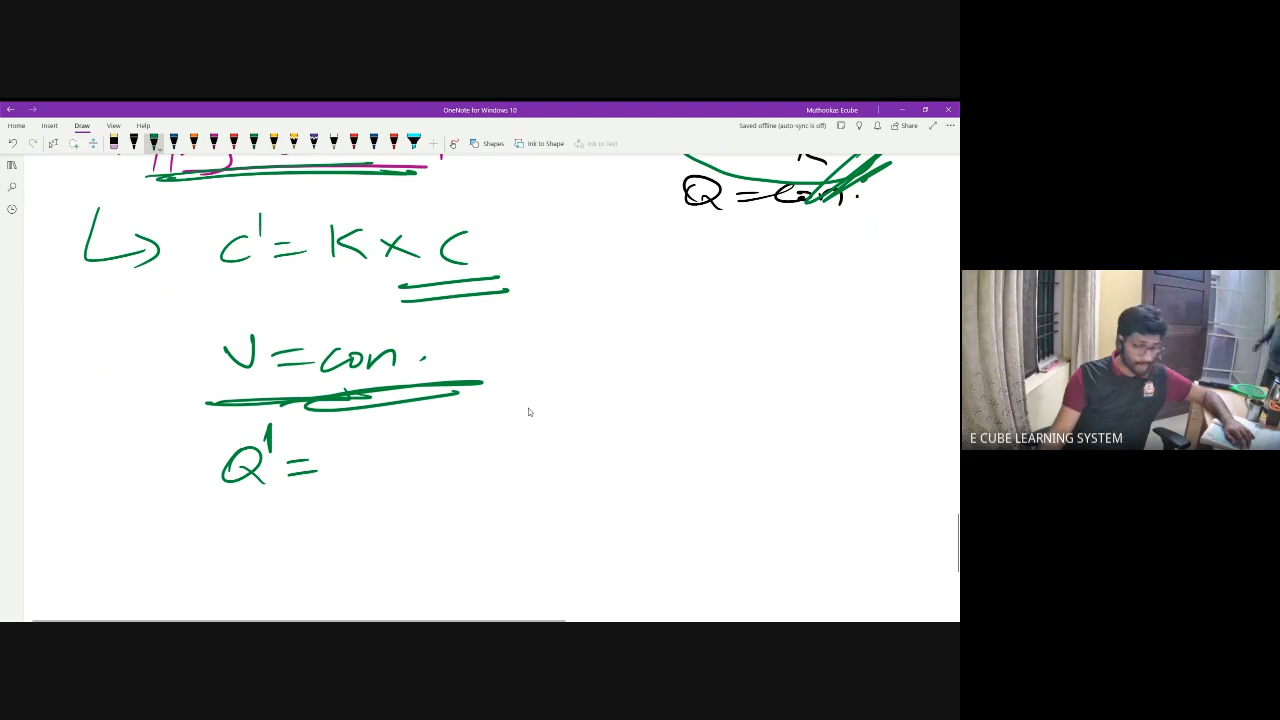 OneNote for Windows 10
Muthookas Ecube
Home Insert Draw View Help
Saved offline (auto-sync is off)
Share
Shapes
Ink to Shape
Ink to Text
Q = con.
C' = K × C
V = con.
Q' =
E CUBE LEARNING SYSTEM